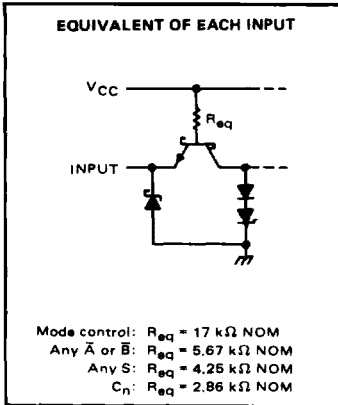 EQUIVALENT OF EACH INPUT
VCC
Req
INPUT
Mode control: Req = 17 kΩ NOM
Any A̅ or B̅: Req = 5.67 kΩ NOM
Any S: Req = 4.25 kΩ NOM
Cn: Req = 2.86 kΩ NOM